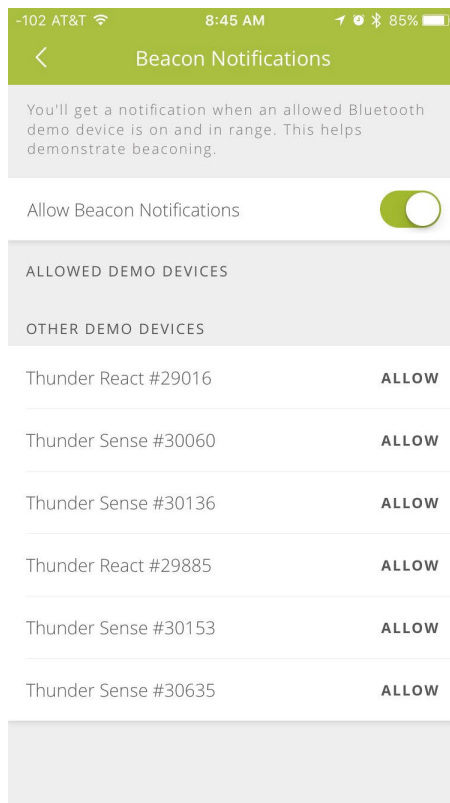 -102 AT&T 8:45 AM 85%
Beacon Notifications
You'll get a notification when an allowed Bluetooth
demo device is on and in range. This helps
demonstrate beaconing.
Allow Beacon Notifications
ALLOWED DEMO DEVICES
OTHER DEMO DEVICES
Thunder React #29016 ALLOW
Thunder Sense #30060 ALLOW
Thunder Sense #30136 ALLOW
Thunder React #29885 ALLOW
Thunder Sense #30153 ALLOW
Thunder Sense #30635 ALLOW